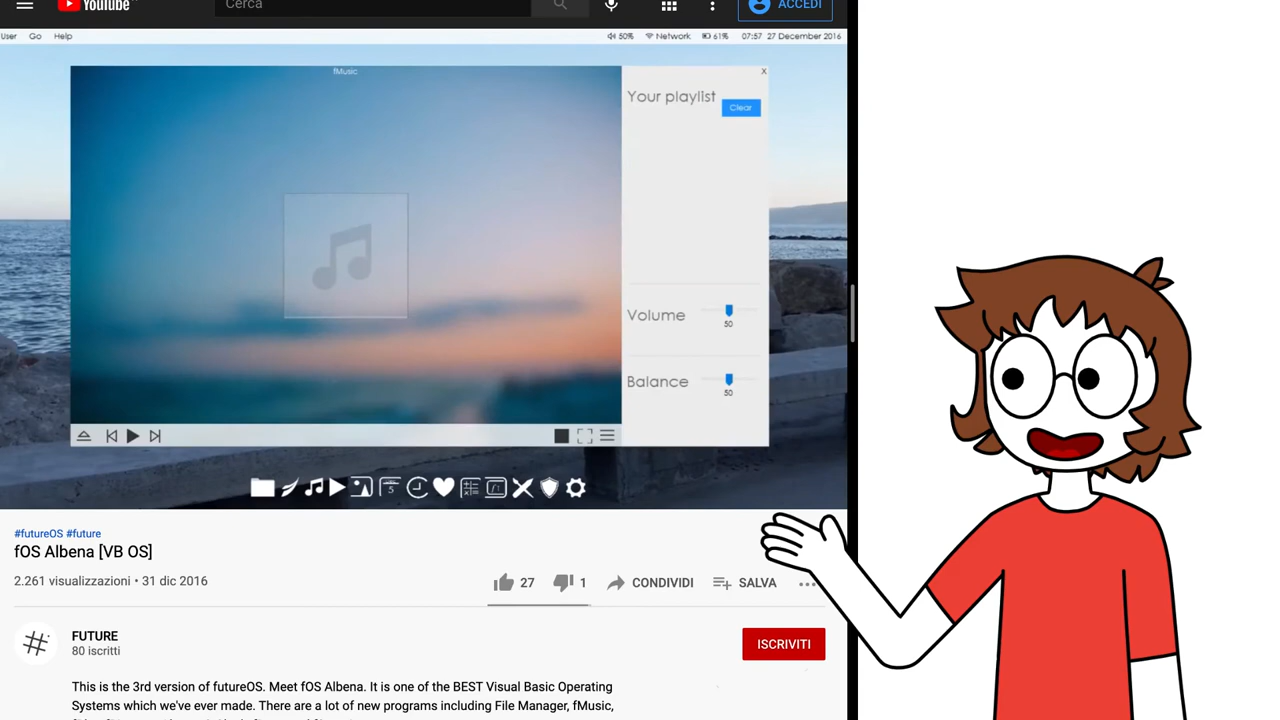 YouTube
Cerca
ACCEDI
User Go Help
50% Network 61% 07:57 27 December 2016
fMusic
X
Your playlist
Clear
Volume
50
Balance
50
5
#futureOS #future
fOS Albena [VB OS]
2.261 visualizzazioni • 31 dic 2016
27
1
CONDIVIDI
SALVA
FUTURE
80 iscritti
ISCRIVITI
This is the 3rd version of futureOS. Meet fOS Albena. It is one of the BEST Visual Basic Operating
Systems which we've ever made. There are a lot of new programs including File Manager, fMusic,